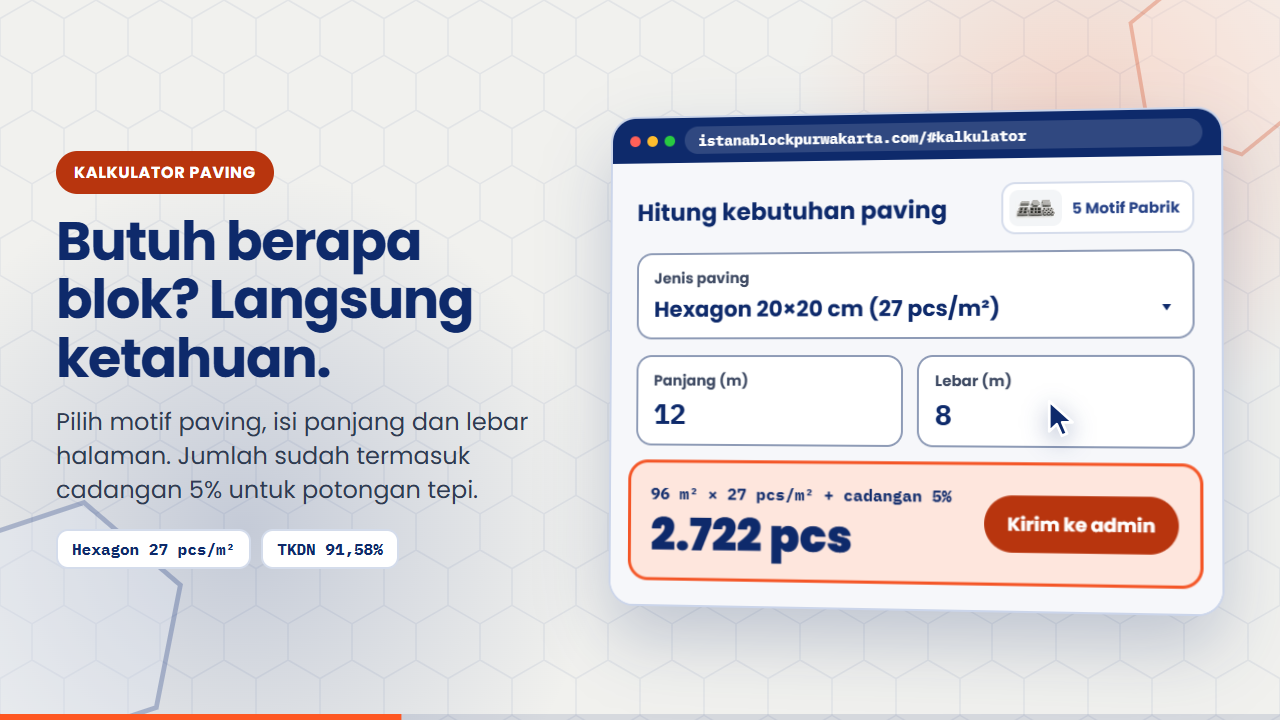 KALKULATOR PAVING
Butuh berapa
blok? Langsung
ketahuan.
Pilih motif paving, isi panjang dan lebar
halaman. Jumlah sudah termasuk
cadangan 5% untuk potongan tepi.
Hexagon 27 pcs/m²
TKDN 91,58%
istanablockpurwakarta.com/#kalkulator
Hitung kebutuhan paving
5 Motif Pabrik
Jenis paving
Hexagon 20×20 cm (27 pcs/m²)
Panjang (m)
12
Lebar (m)
8
96 m² × 27 pcs/m² + cadangan 5%
2.722 pcs
Kirim ke admin